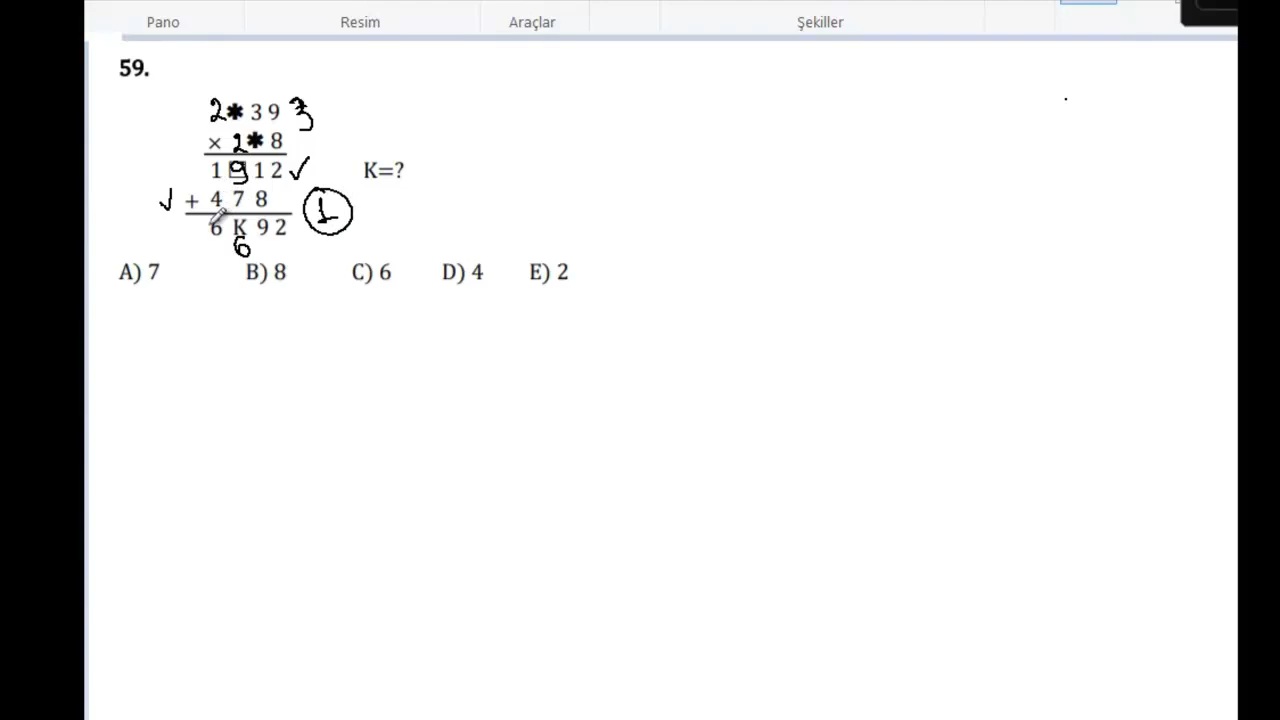 Pano Resim Araçlar Şekiller
59.
2*39 3
× 2*8
1912 ✓ K=?
✓ + 478 1
6K92
6
A) 7 B) 8 C) 6 D) 4 E) 2